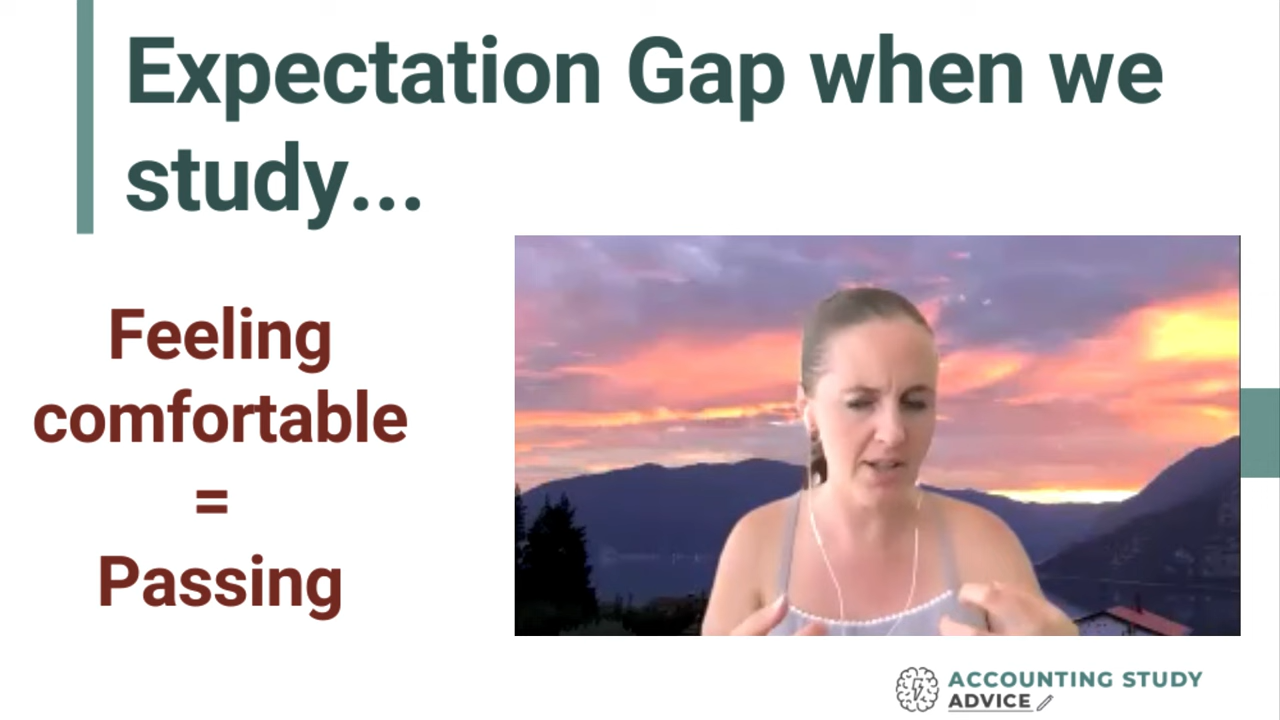 Expectation Gap when we
study...
Feeling
comfortable
=
Passing
ACCOUNTING STUDY
ADVICE